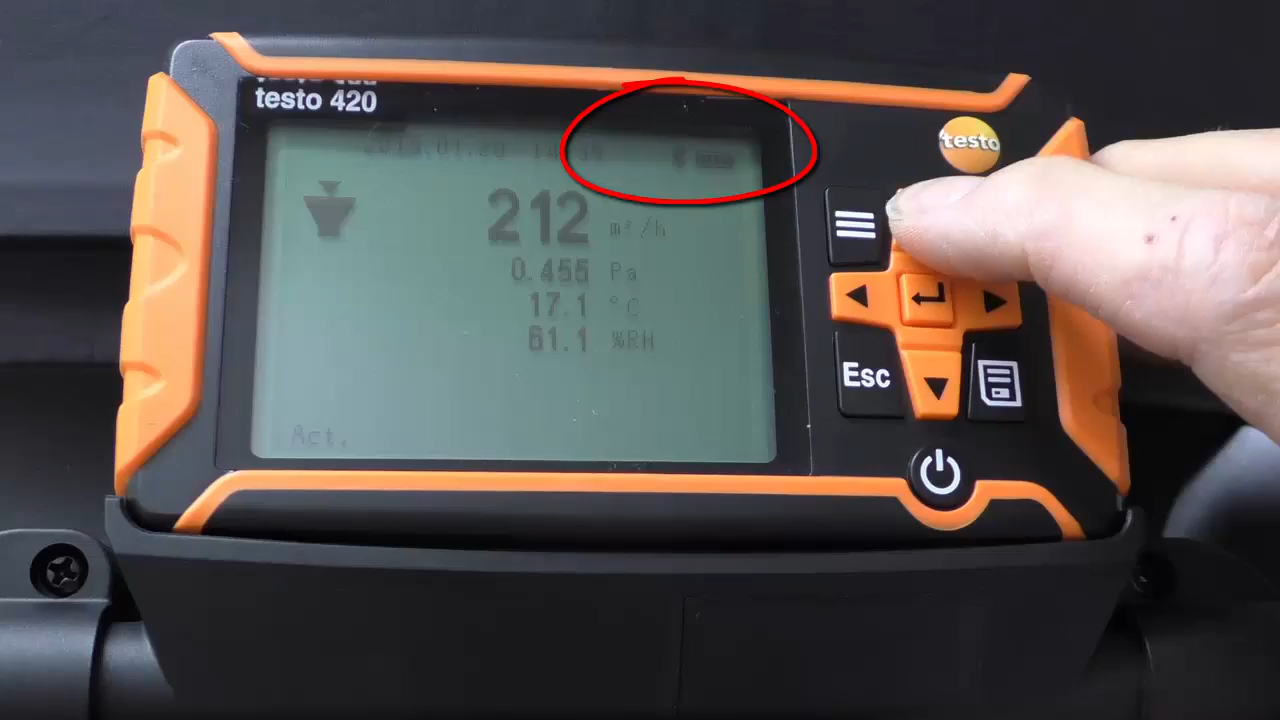 testo 420
testo
212 m³/h
0.455 Pa
17.1 °C
61.1 %RH
Esc
Act.